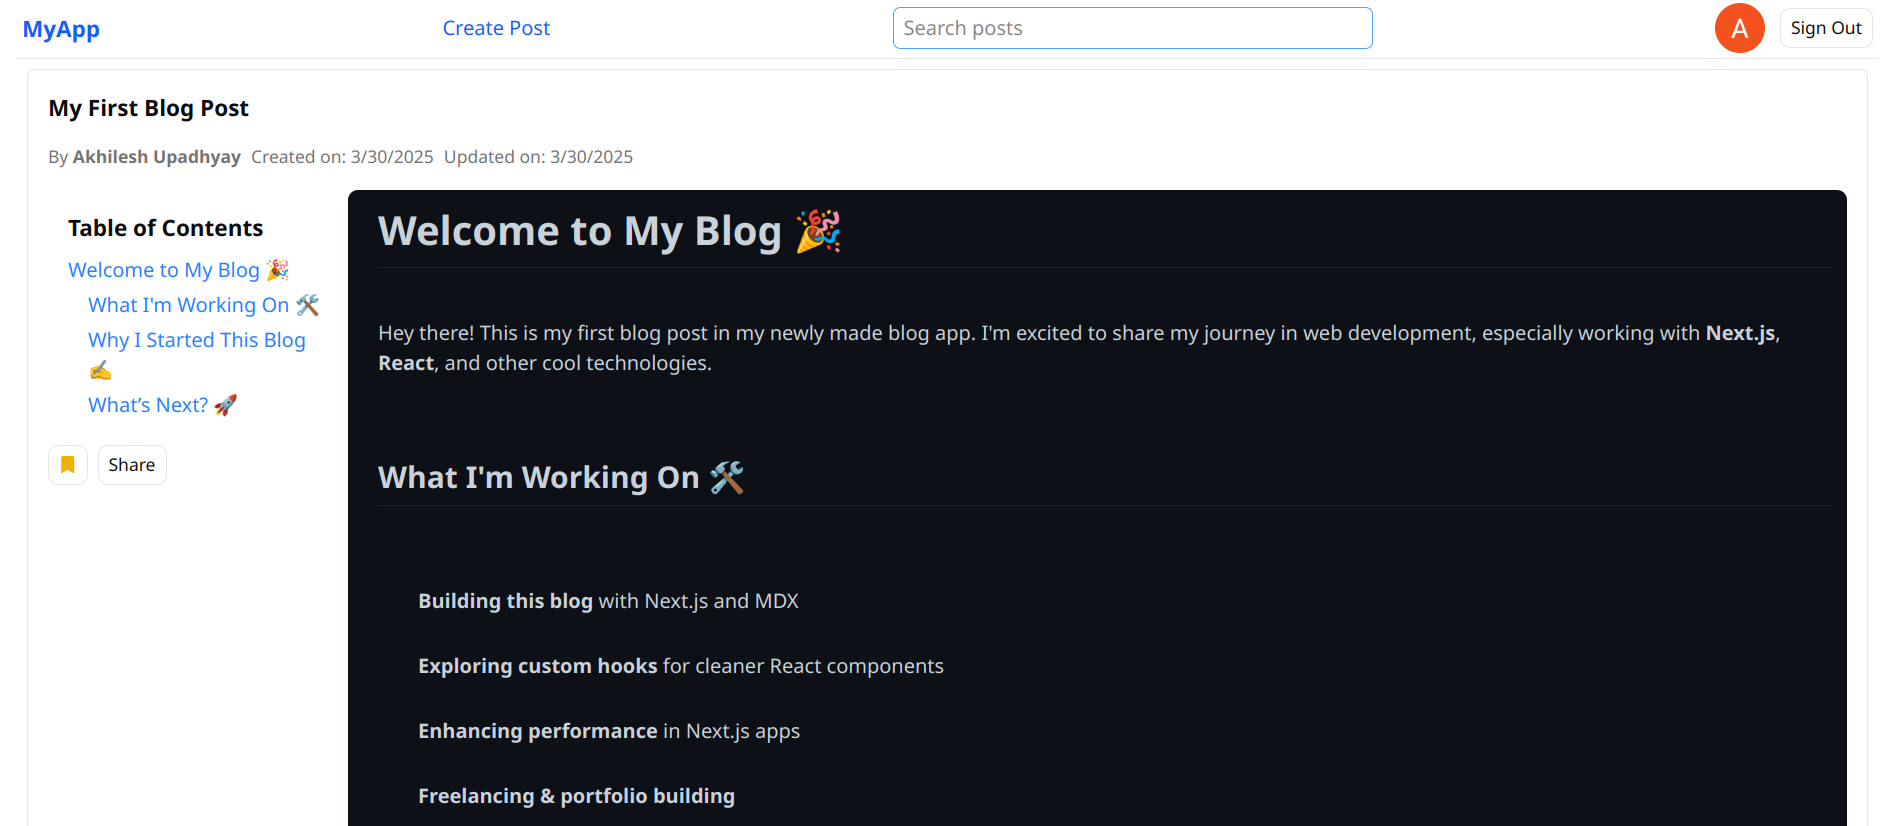 MyApp
Create Post
Search posts
A
Sign Out
My First Blog Post
By Akhilesh Upadhyay Created on: 3/30/2025 Updated on: 3/30/2025
Table of Contents
Welcome to My Blog 🎉
What I'm Working On 🛠️
Why I Started This Blog
✍️
What’s Next? 🚀
Share
Welcome to My Blog 🎉
Hey there! This is my first blog post in my newly made blog app. I'm excited to share my journey in web development, especially working with Next.js,
React, and other cool technologies.
What I'm Working On 🛠️
Building this blog with Next.js and MDX
Exploring custom hooks for cleaner React components
Enhancing performance in Next.js apps
Freelancing & portfolio building